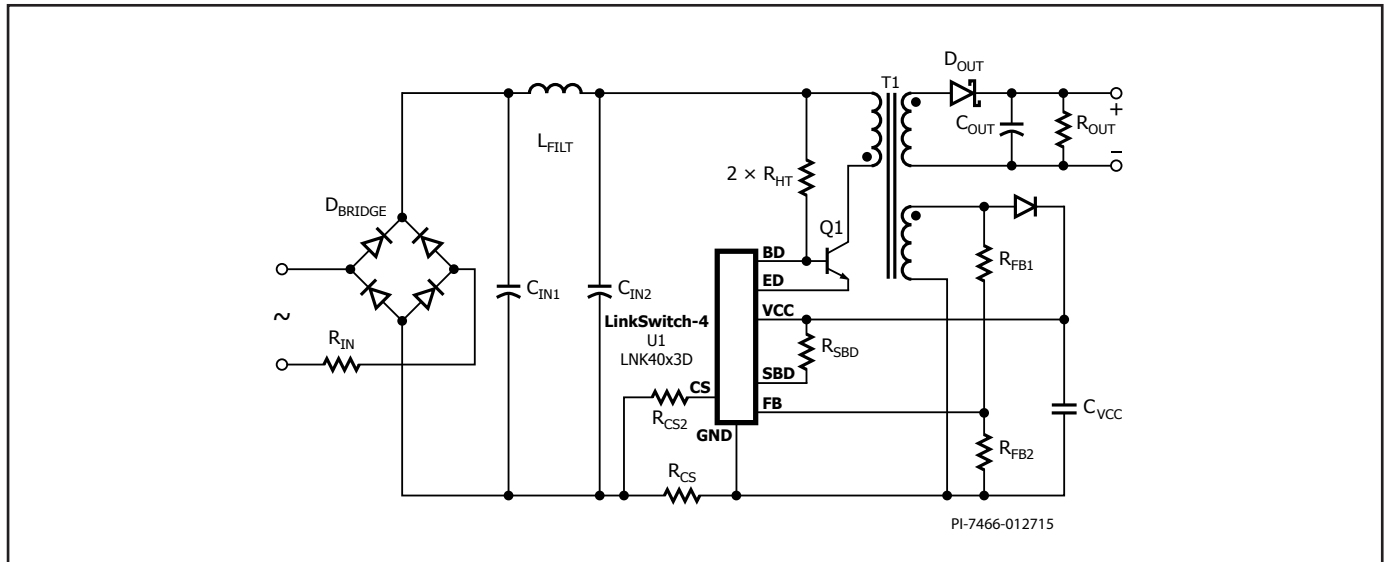 D_OUT
T1
+
C_OUT
R_OUT
L_FILT
−
2 × R_HT
D_BRIDGE
Q1
BD
R_FB1
ED
C_IN1
C_IN2
VCC
~
LinkSwitch-4
U1
R_SBD
R_IN
LNK40x3D
SBD
CS
FB
C_VCC
R_CS2
GND
R_FB2
R_CS
PI-7466-012715